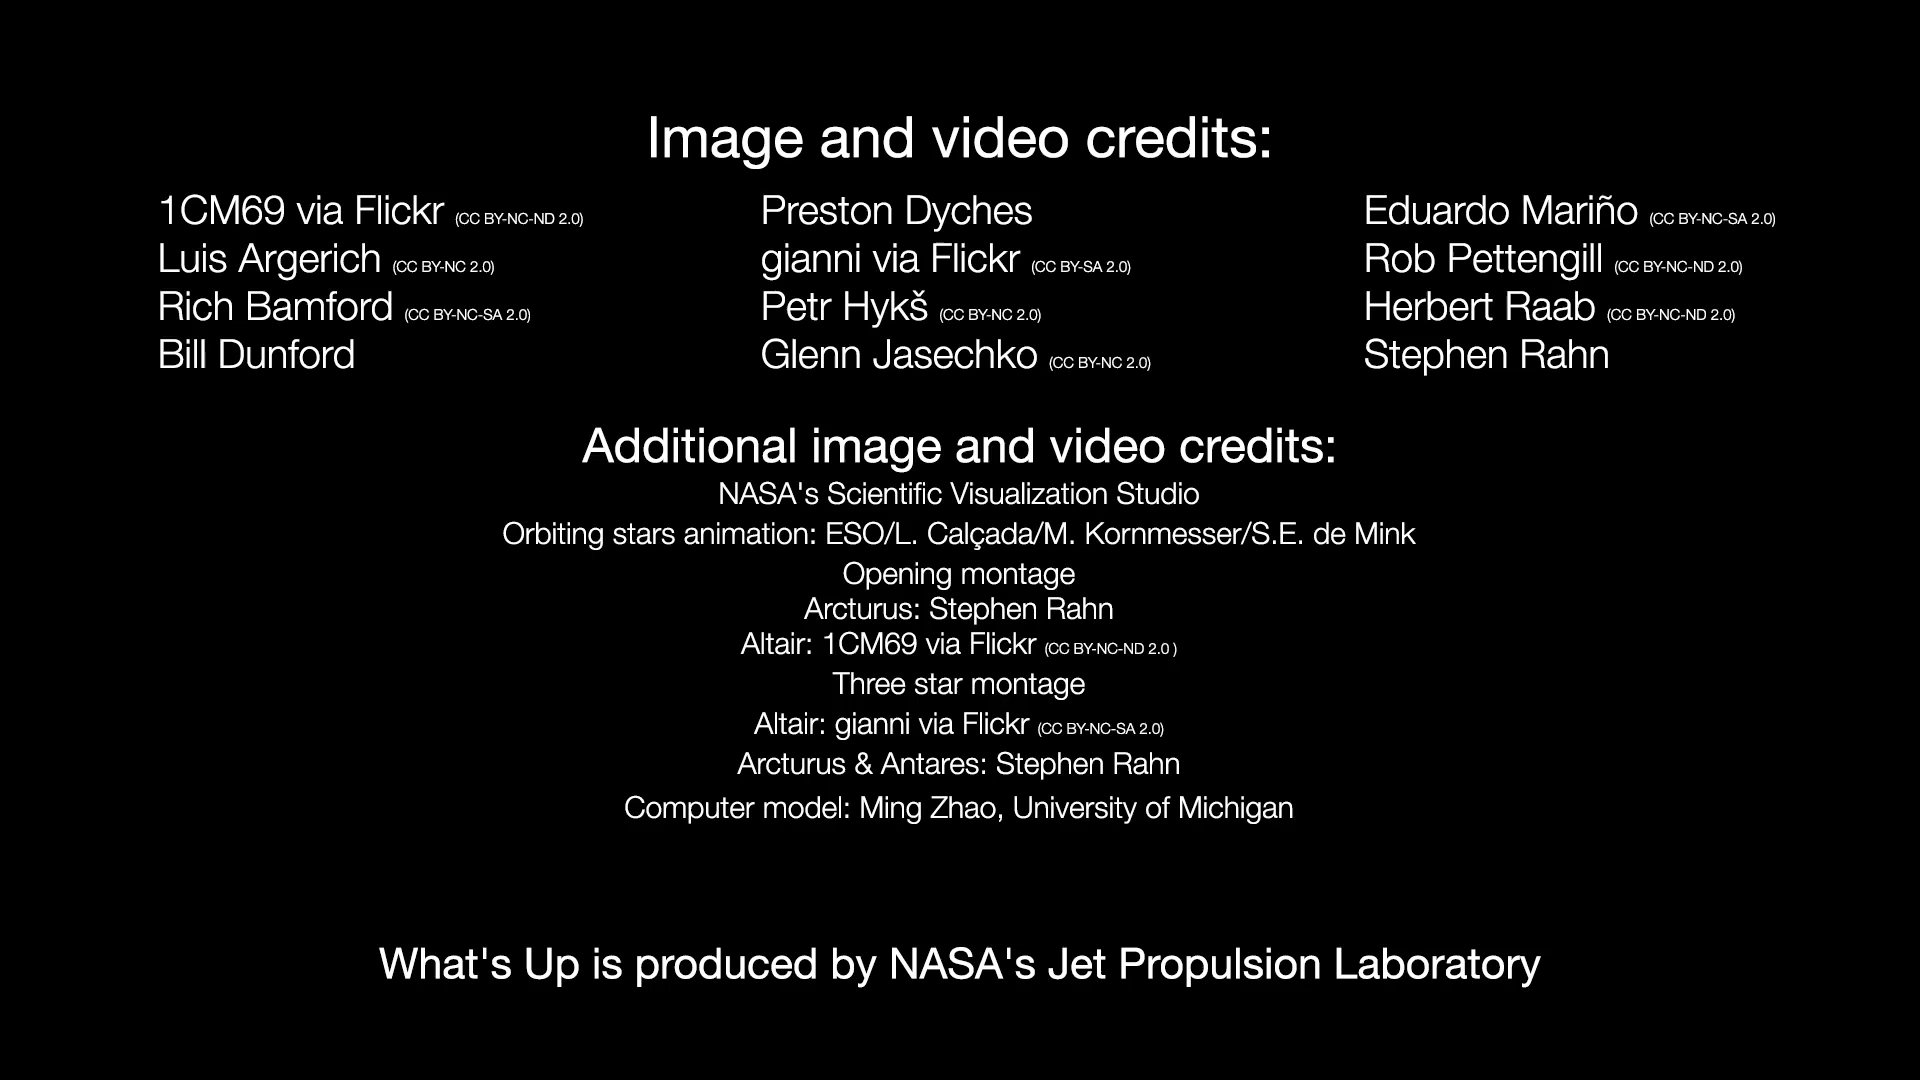 Image and video credits:
1CM69 via Flickr (CC BY-NC-ND 2.0)
Luis Argerich (CC BY-NC 2.0)
Rich Bamford (CC BY-NC-SA 2.0)
Bill Dunford
Preston Dyches
gianni via Flickr (CC BY-SA 2.0)
Petr Hykš (CC BY-NC 2.0)
Glenn Jasechko (CC BY-NC 2.0)
Eduardo Mariño (CC BY-NC-SA 2.0)
Rob Pettengill (CC BY-NC-ND 2.0)
Herbert Raab (CC BY-NC-ND 2.0)
Stephen Rahn
Additional image and video credits:
NASA's Scientific Visualization Studio
Orbiting stars animation: ESO/L. Calçada/M. Kornmesser/S.E. de Mink
Opening montage
Arcturus: Stephen Rahn
Altair: 1CM69 via Flickr (CC BY-NC-ND 2.0 )
Three star montage
Altair: gianni via Flickr (CC BY-NC-SA 2.0)
Arcturus & Antares: Stephen Rahn
Computer model: Ming Zhao, University of Michigan
What's Up is produced by NASA's Jet Propulsion Laboratory